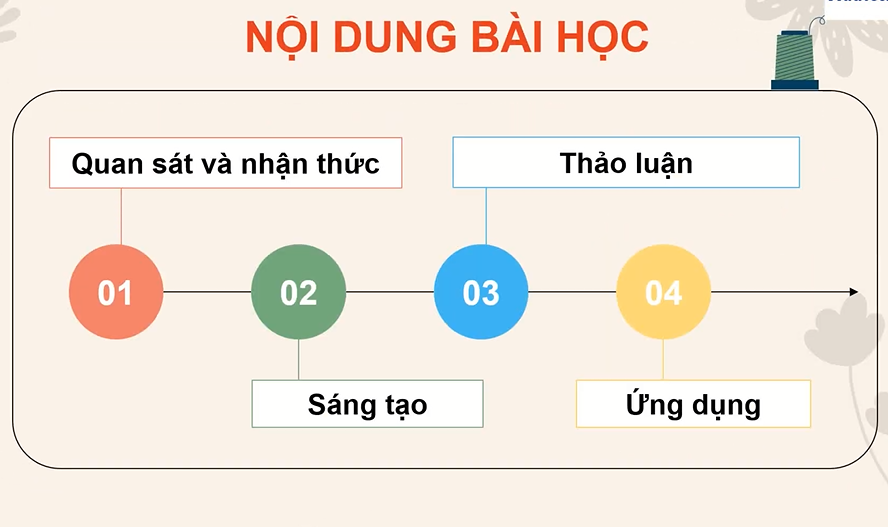 NỘI DUNG BÀI HỌC
Quan sát và nhận thức
Thảo luận
01
02
03
04
Sáng tạo
Ứng dụng